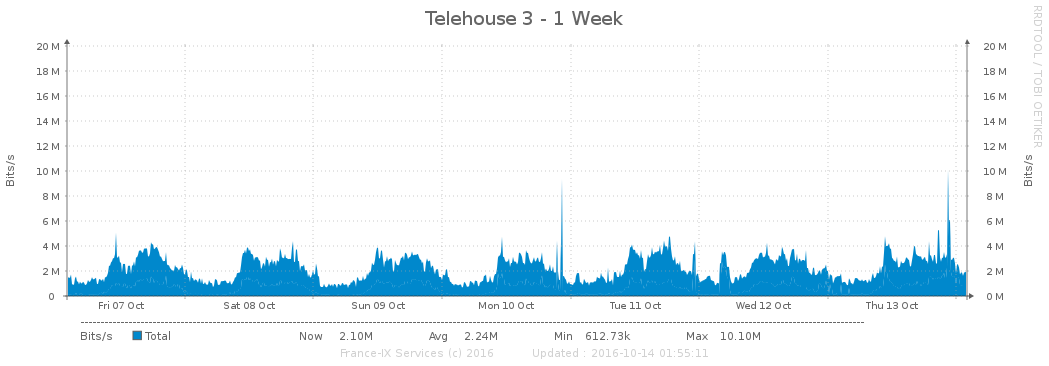 Telehouse 3 - 1 Week
RRDTOOL / TOBI OETIKER
Bits/s
Bits/s
20 M 20 M
18 M 18 M
16 M 16 M
14 M 14 M
12 M 12 M
10 M 10 M
8 M 8 M
6 M 6 M
4 M 4 M
2 M 2 M
0 0 M
Fri 07 Oct Sat 08 Oct Sun 09 Oct Mon 10 Oct Tue 11 Oct Wed 12 Oct Thu 13 Oct
Bits/s Total Now 2.10M Avg 2.24M Min 612.73k Max 10.10M
France-IX Services (c) 2016 Updated : 2016-10-14 01:55:11